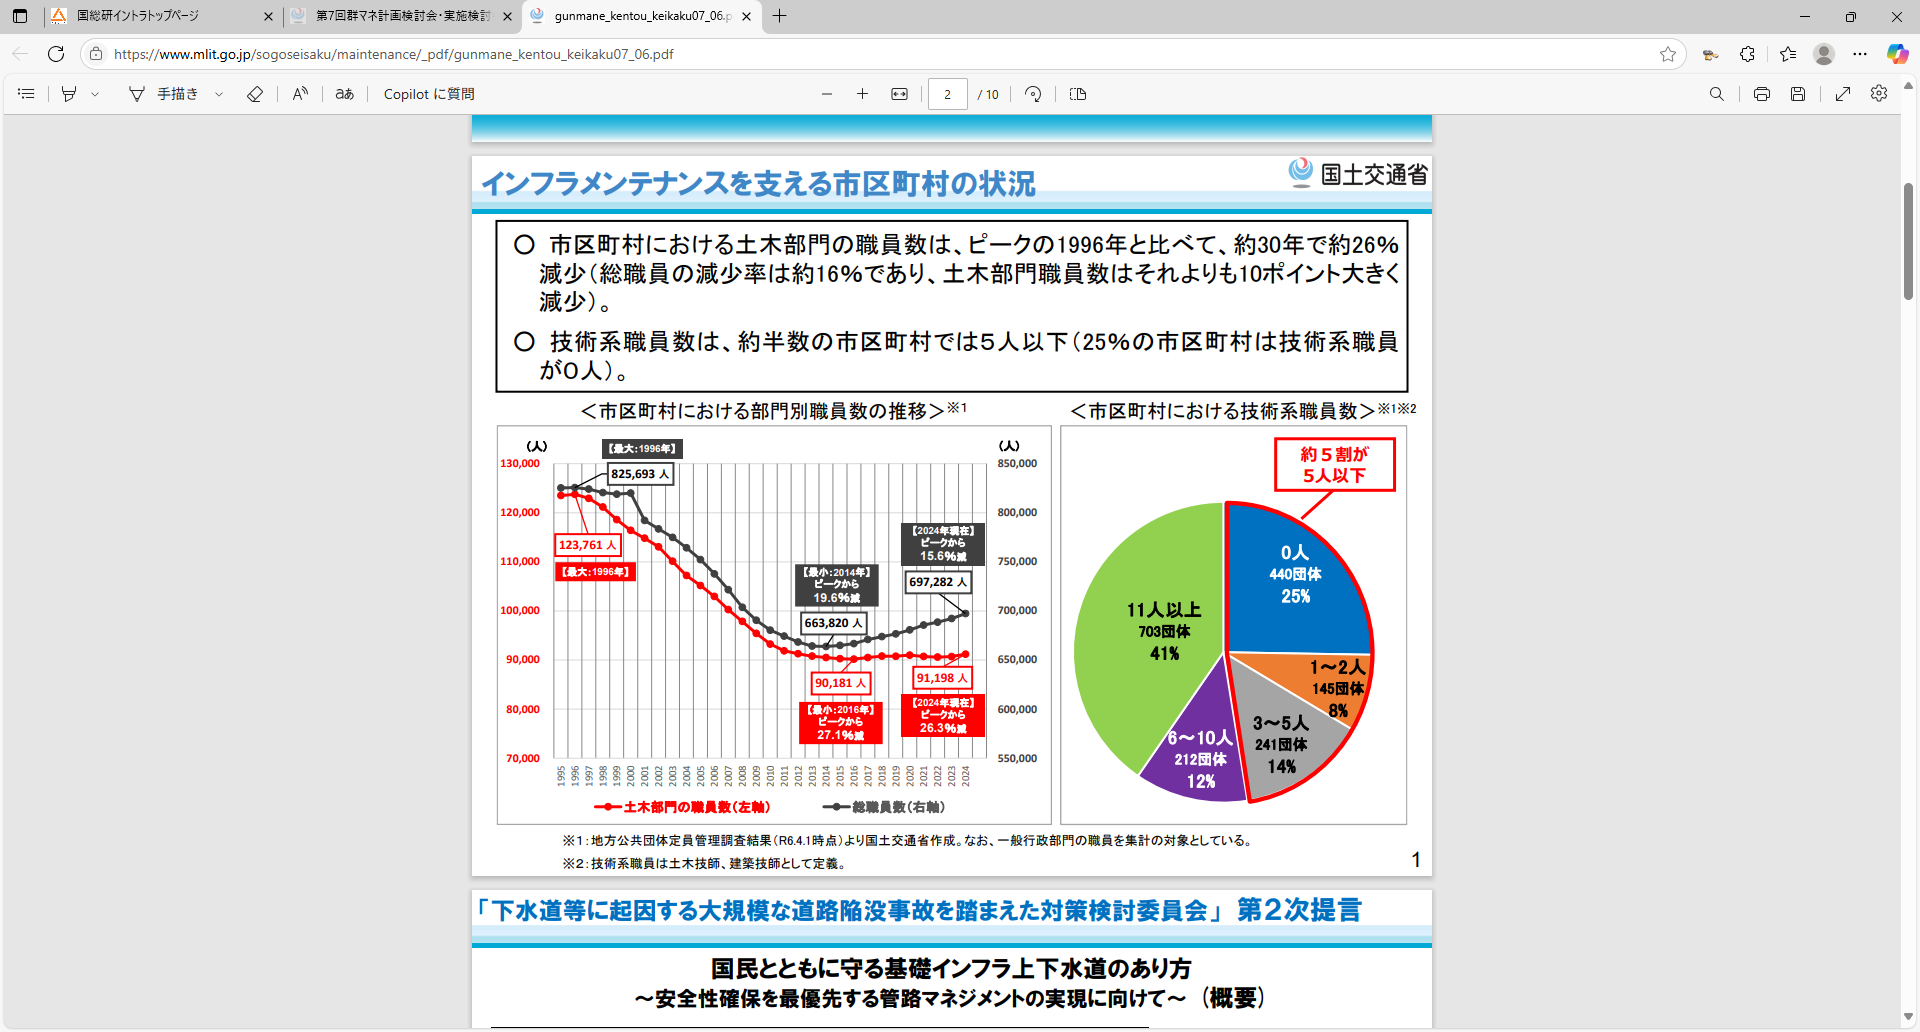 国総研イントラトップページ
第7回群マネ計画検討会・実施検討
gunmane_kentou_keikaku07_06.p
https://www.mlit.go.jp/sogoseisaku/maintenance/_pdf/gunmane_kentou_keikaku07_06.pdf
手描き
aあ
Copilot に質問
2
/ 10
インフラメンテナンスを支える市区町村の状況
国土交通省
〇 市区町村における土木部門の職員数は、ピークの1996年と比べて、約30年で約26%
減少（総職員の減少率は約16%であり、土木部門職員数はそれよりも10ポイント大きく
減少）。
〇 技術系職員数は、約半数の市区町村では５人以下（25%の市区町村は技術系職員
が０人）。
＜市区町村における部門別職員数の推移＞※1
(人)
(人)
【最大：1996年】
825,693 人
130,000
120,000
110,000
100,000
90,000
80,000
70,000
850,000
800,000
750,000
700,000
650,000
600,000
550,000
123,761 人
【最大：1996年】
【最小：2014年】
ピークから
19.6%減
663,820 人
【2024年現在】
ピークから
15.6%減
697,282 人
90,181 人
【最小：2016年】
ピークから
27.1%減
91,198 人
【2024年現在】
ピークから
26.3%減
1995 1996 1997 1998 1999 2000 2001 2002 2003 2004 2005 2006 2007 2008 2009 2010 2011 2012 2013 2014 2015 2016 2017 2018 2019 2020 2021 2022 2023 2024
土木部門の職員数（左軸）
総職員数（右軸）
＜市区町村における技術系職員数＞※1※2
約５割が
５人以下
0人
440団体
25%
1～2人
145団体
8%
3～5人
241団体
14%
6～10人
212団体
12%
11人以上
703団体
41%
※１：地方公共団体定員管理調査結果（R6.4.1時点）より国土交通省作成。なお、一般行政部門の職員を集計の対象としている。
※２：技術系職員は土木技師、建築技師として定義。
1
「下水道等に起因する大規模な道路陥没事故を踏まえた対策検討委員会」 第２次提言
国民とともに守る基礎インフラ上下水道のあり方
～安全性確保を最優先する管路マネジメントの実現に向けて～ （概要）